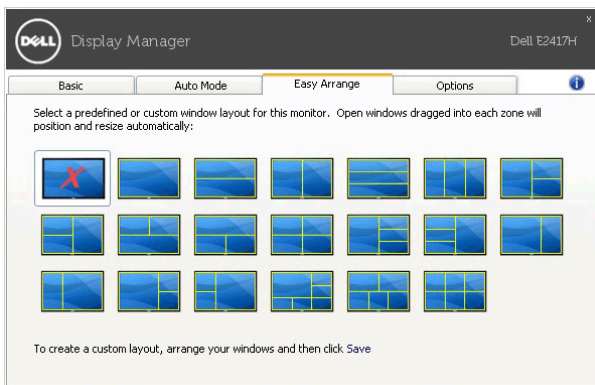 x
DELL Display Manager Dell E2417H
Basic Auto Mode Easy Arrange Options i
Select a predefined or custom window layout for this monitor. Open windows dragged into each zone will
position and resize automatically:
X
To create a custom layout, arrange your windows and then click Save